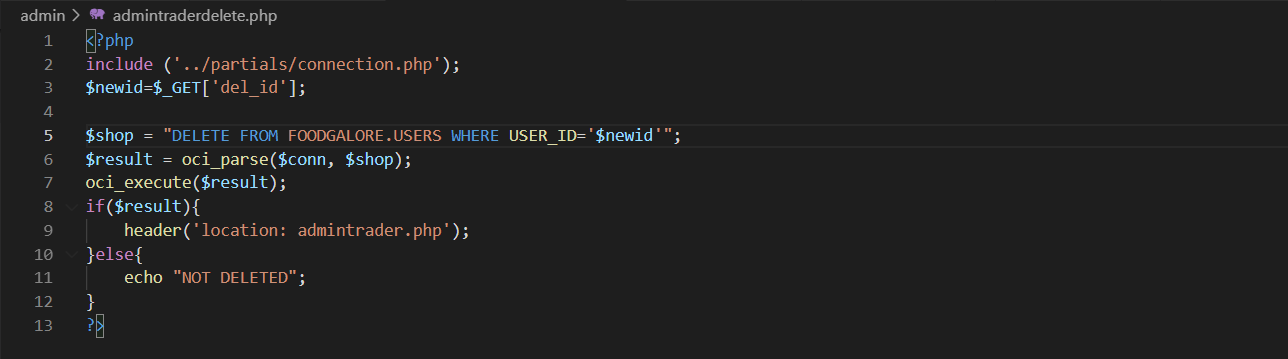 admin > admintraderdelete.php
1 <?php
2 include ('../partials/connection.php');
3 $newid=$_GET['del_id'];
4
5 $shop = "DELETE FROM FOODGALORE.USERS WHERE USER_ID='$newid'";
6 $result = oci_parse($conn, $shop);
7 oci_execute($result);
8 if($result){
9     header('location: admintrader.php');
10 }else{
11     echo "NOT DELETED";
12 }
13 ?>